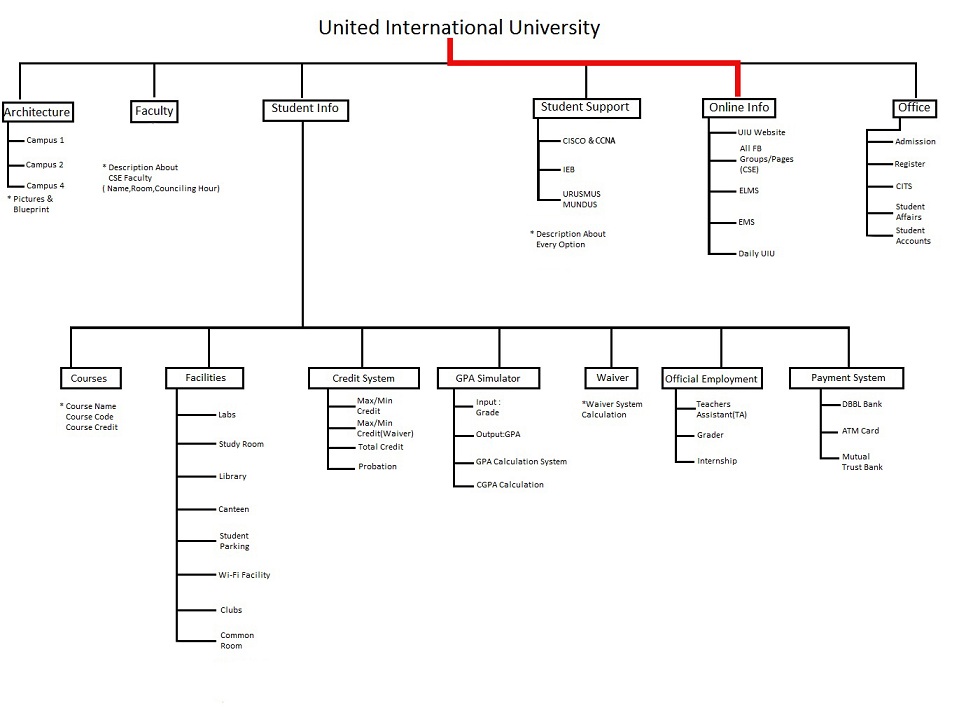 United International University
Architecture
Campus 1
Campus 2
Campus 4
* Pictures &
Blueprint
Faculty
* Description About
CSE Faculty
( Name,Room,Counciling Hour)
Student Info
Student Support
CISCO & CCNA
IEB
URUSMUS
MUNDUS
* Description About
Every Option
Online Info
UIU Website
All FB
Groups/Pages
(CSE)
ELMS
EMS
Daily UIU
Office
Admission
Register
CITS
Student
Affairs
Student
Accounts
Courses
* Course Name
Course Code
Course Credit
Facilities
Labs
Study Room
Library
Canteen
Student
Parking
Wi-Fi Facility
Clubs
Common
Room
Credit System
Max/Min
Credit
Max/Min
Credit(Waiver)
Total Credit
Probation
GPA Simulator
Input :
Grade
Output:GPA
GPA Calculation System
CGPA Calculation
Waiver
*Waiver System
Calculation
Official Employment
Teachers
Assistant(TA)
Grader
Internship
Payment System
DBBL Bank
ATM Card
Mutual
Trust Bank